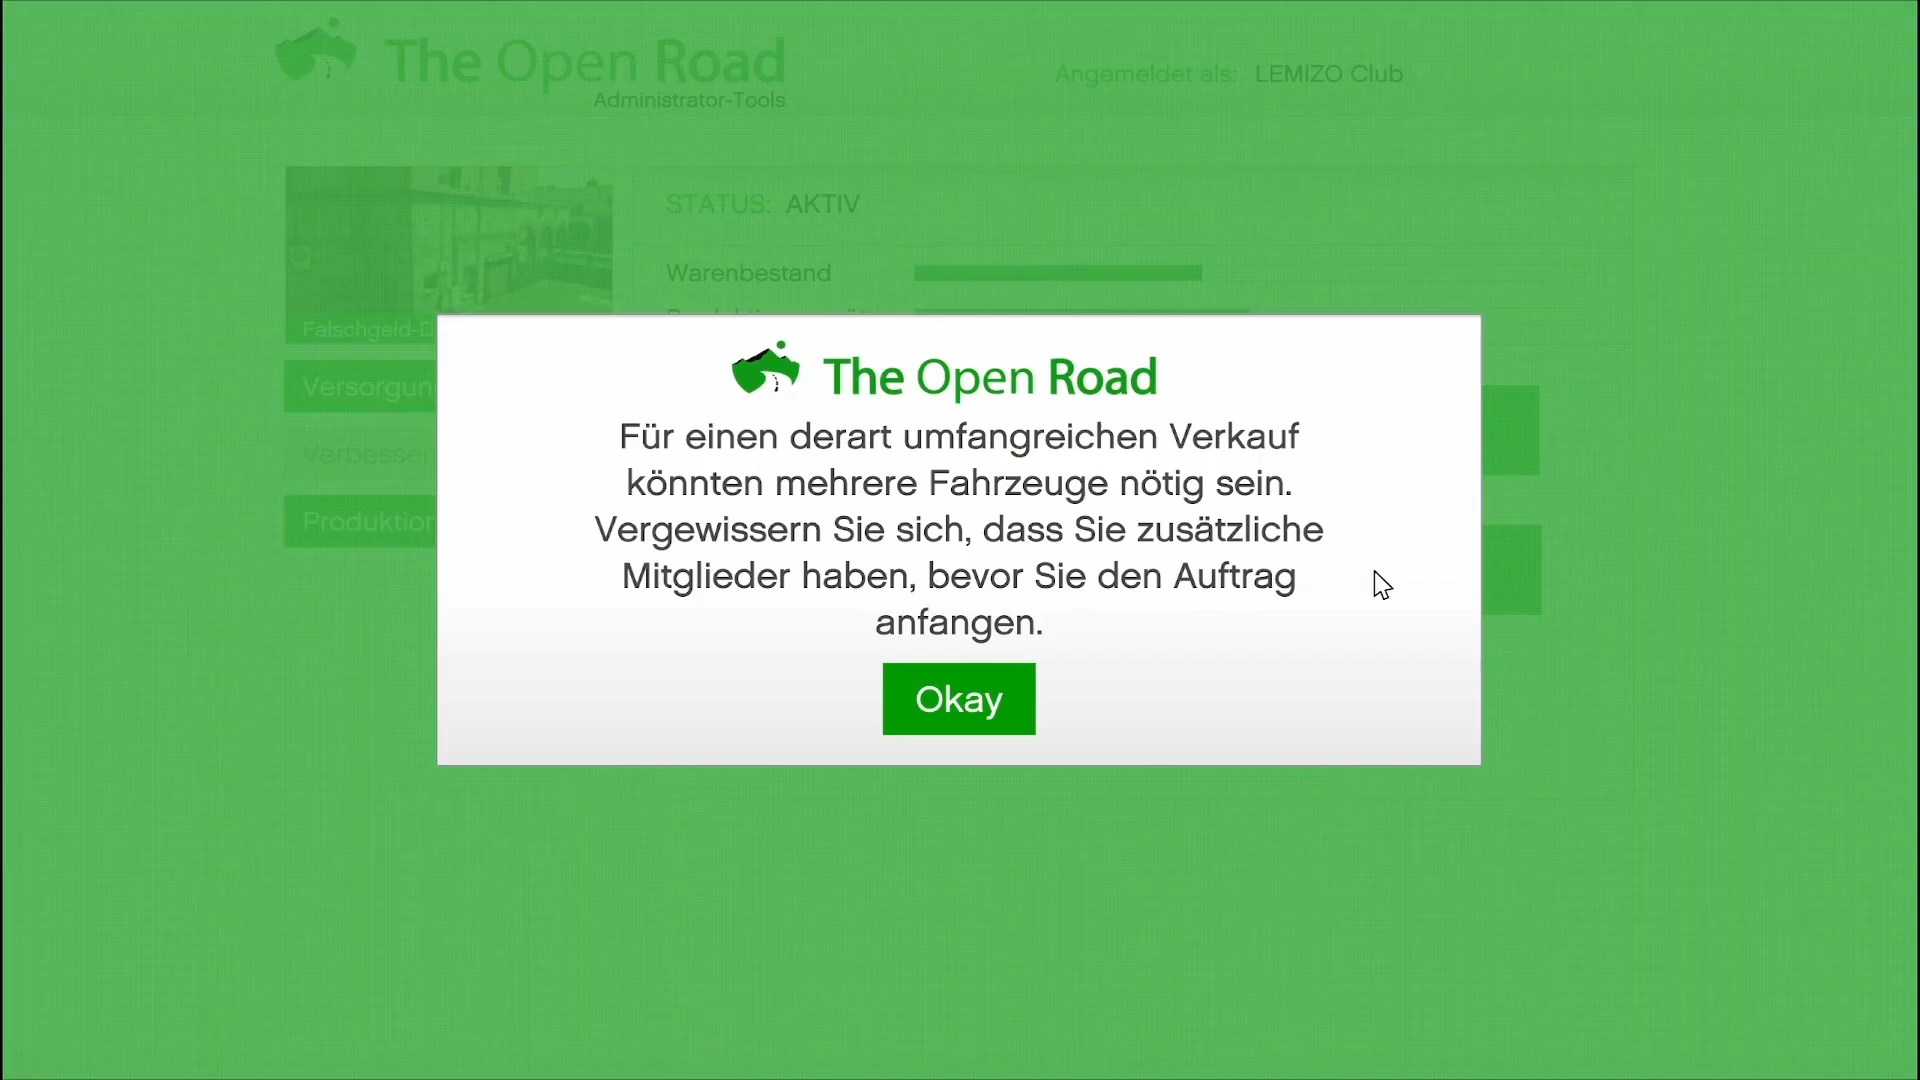 The Open Road
Administrator-Tools
Angemeldet als: LEMIZO Club
STATUS: AKTIV
Warenbestand
Falschgeld-D
Versorgun
Verbesser
Produktion
The Open Road
Für einen derart umfangreichen Verkauf
könnten mehrere Fahrzeuge nötig sein.
Vergewissern Sie sich, dass Sie zusätzliche
Mitglieder haben, bevor Sie den Auftrag
anfangen.
Okay